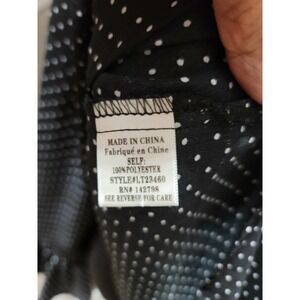 MADE IN CHINA
Fabriqué en Chine
SELF:
100%POLYESTER
STYLE#LT23460
RN# 142798
SEE REVERSE FOR CARE